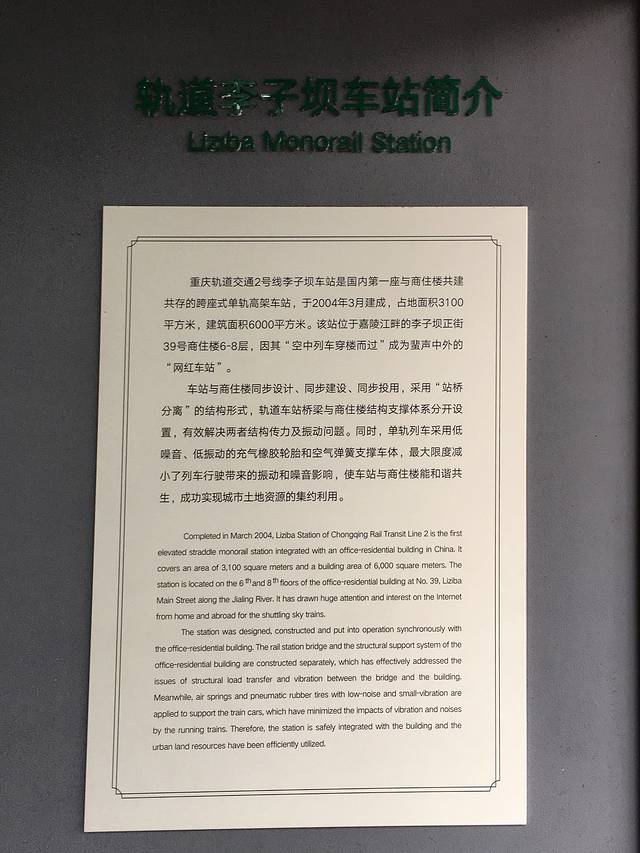 轨道李子坝车站简介
Liziba Monorail Station
重庆轨道交通2号线李子坝车站是国内第一座与商住楼共建
共存的跨座式单轨高架车站，于2004年3月建成，占地面积3100
平方米，建筑面积6000平方米。该站位于嘉陵江畔的李子坝正街
39号商住楼6-8层，因其“空中列车穿楼而过”成为蜚声中外的
“网红车站”。
车站与商住楼同步设计、同步建设、同步投用，采用“站桥
分离”的结构形式，轨道车站桥梁与商住楼结构支撑体系分开设
置，有效解决两者结构传力及振动问题。同时，单轨列车采用低
噪音、低振动的充气橡胶轮胎和空气弹簧支撑车体，最大限度减
小了列车行驶带来的振动和噪音影响，使车站与商住楼能和谐共
生，成功实现城市土地资源的集约利用。
Completed in March 2004, Liziba Station of Chongqing Rail Transit Line 2 is the first
elevated straddle monorail station integrated with an office-residential building in China. It
covers an area of 3,100 square meters and a building area of 6,000 square meters. The
station is located on the 6 th and 8 th floors of the office-residential building at No. 39, Liziba
Main Street along the Jialing River. It has drawn huge attention and interest on the Internet
from home and abroad for the shuttling sky trains.
The station was designed, constructed and put into operation synchronously with
the office-residential building. The rail station bridge and the structural support system of the
office-residential building are constructed separately, which has effectively addressed the
issues of structural load transfer and vibration between the bridge and the building.
Meanwhile, air springs and pneumatic rubber tires with low-noise and small-vibration are
applied to support the train cars, which have minimized the impacts of vibration and noises
by the running trains. Therefore, the station is safely integrated with the building and the
urban land resources have been efficiently utilized.